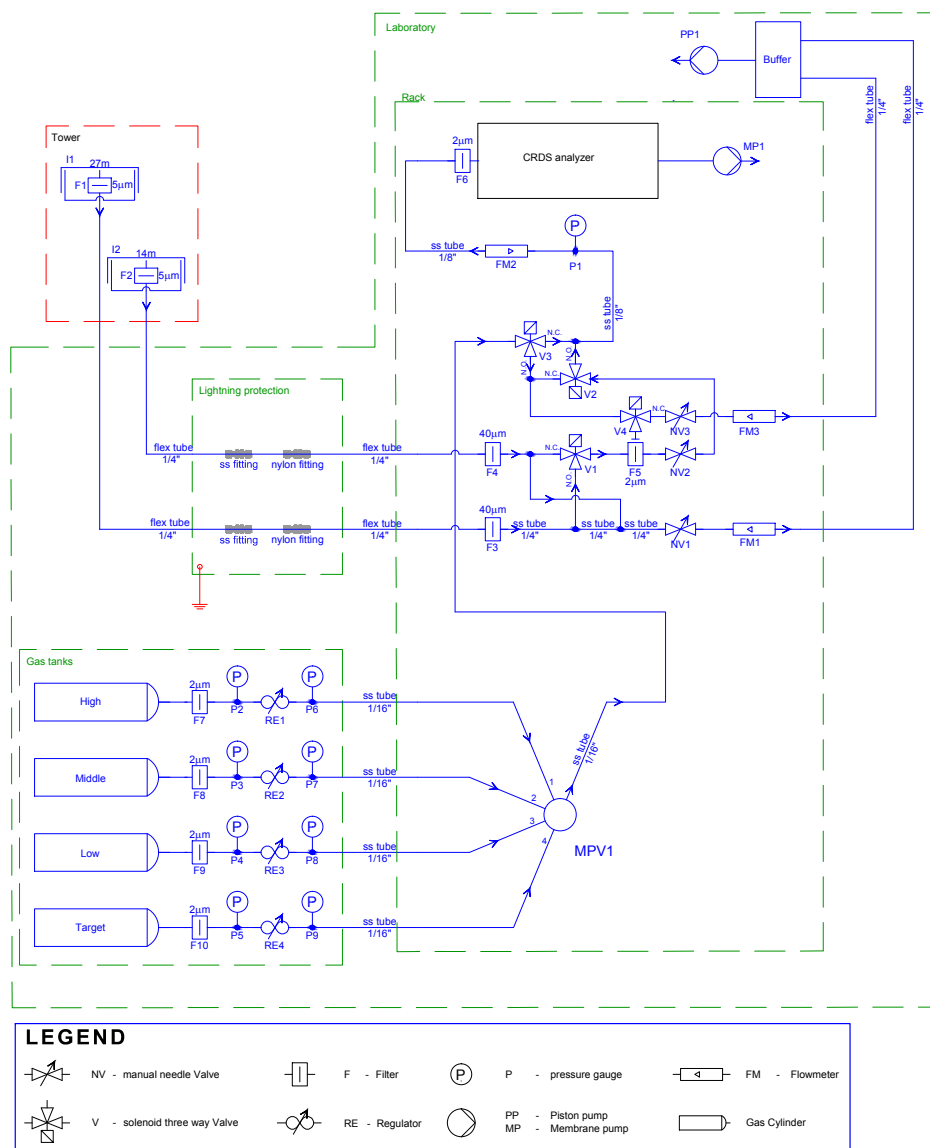 Laboratory
PP1
Buffer
flex tube
1/4"
flex tube
1/4"
Rack
Tower
I1
27m
F1
5µm
I2
14m
F2
5µm
2µm
F6
CRDS analyzer
MP1
P
P1
ss tube
1/8"
FM2
ss tube
1/8"
N.C.
V3
N.O.
N.O.
N.C.
V2
V4
N.C.
NV3
FM3
Lightning protection
flex tube
1/4"
ss fitting
nylon fitting
flex tube
1/4"
40µm
F4
N.C.
V1
N.O.
F5
2µm
NV2
flex tube
1/4"
ss fitting
nylon fitting
flex tube
1/4"
40µm
F3
ss tube
1/4"
ss tube
1/4"
ss tube
1/4"
NV1
FM1
Gas tanks
High
2µm
F7
P
P2
RE1
P
P6
ss tube
1/16"
Middle
2µm
F8
P
P3
RE2
P
P7
ss tube
1/16"
Low
2µm
F9
P
P4
RE3
P
P8
ss tube
1/16"
Target
2µm
F10
P
P5
RE4
P
P9
ss tube
1/16"
1
2
3
4
ss tube
1/16"
MPV1
LEGEND
NV - manual needle Valve
F - Filter
P
P - pressure gauge
FM - Flowmeter
V - solenoid three way Valve
RE - Regulator
PP - Piston pump
MP - Membrane pump
Gas Cylinder